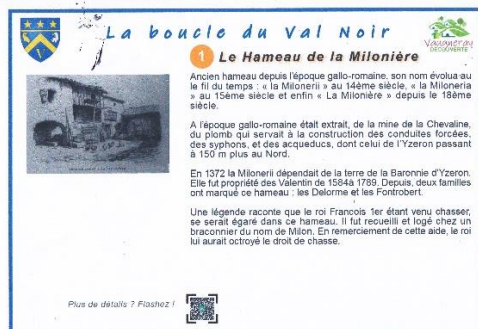 La boucle du Val Noir
Vaugneray
DÉCOUVERTE
V
1 Le Hameau de la Milonière
Ancien hameau depuis l'époque gallo-romaine, son nom évolua au
le fil du temps : « la Milonerii » au 14ème siècle, « la Miloneria
» au 15ème siècle et enfin « La Milonière » depuis le 18ème
siècle.
A l'époque gallo-romaine était extrait, de la mine de la Chevaline,
du plomb qui servait à la construction des conduites forcées,
des syphons, et des acqueducs, dont celui de l'Yzeron passant
à 150 m plus au Nord.
En 1372 la Milonerii dépendait de la terre de la Baronnie d'Yzeron.
Elle fut propriété des Valentin de 1584à 1789. Depuis, deux familles
ont marqué ce hameau : les Delorme et les Fontrobert.
Une légende raconte que le roi Francois 1er étant venu chasser,
se serait égaré dans ce hameau. Il fut recueilli et logé chez un
braconnier du nom de Milon. En remerciement de cette aide, le roi
lui aurait octroyé le droit de chasse.
Plus de détails ? Flashez !